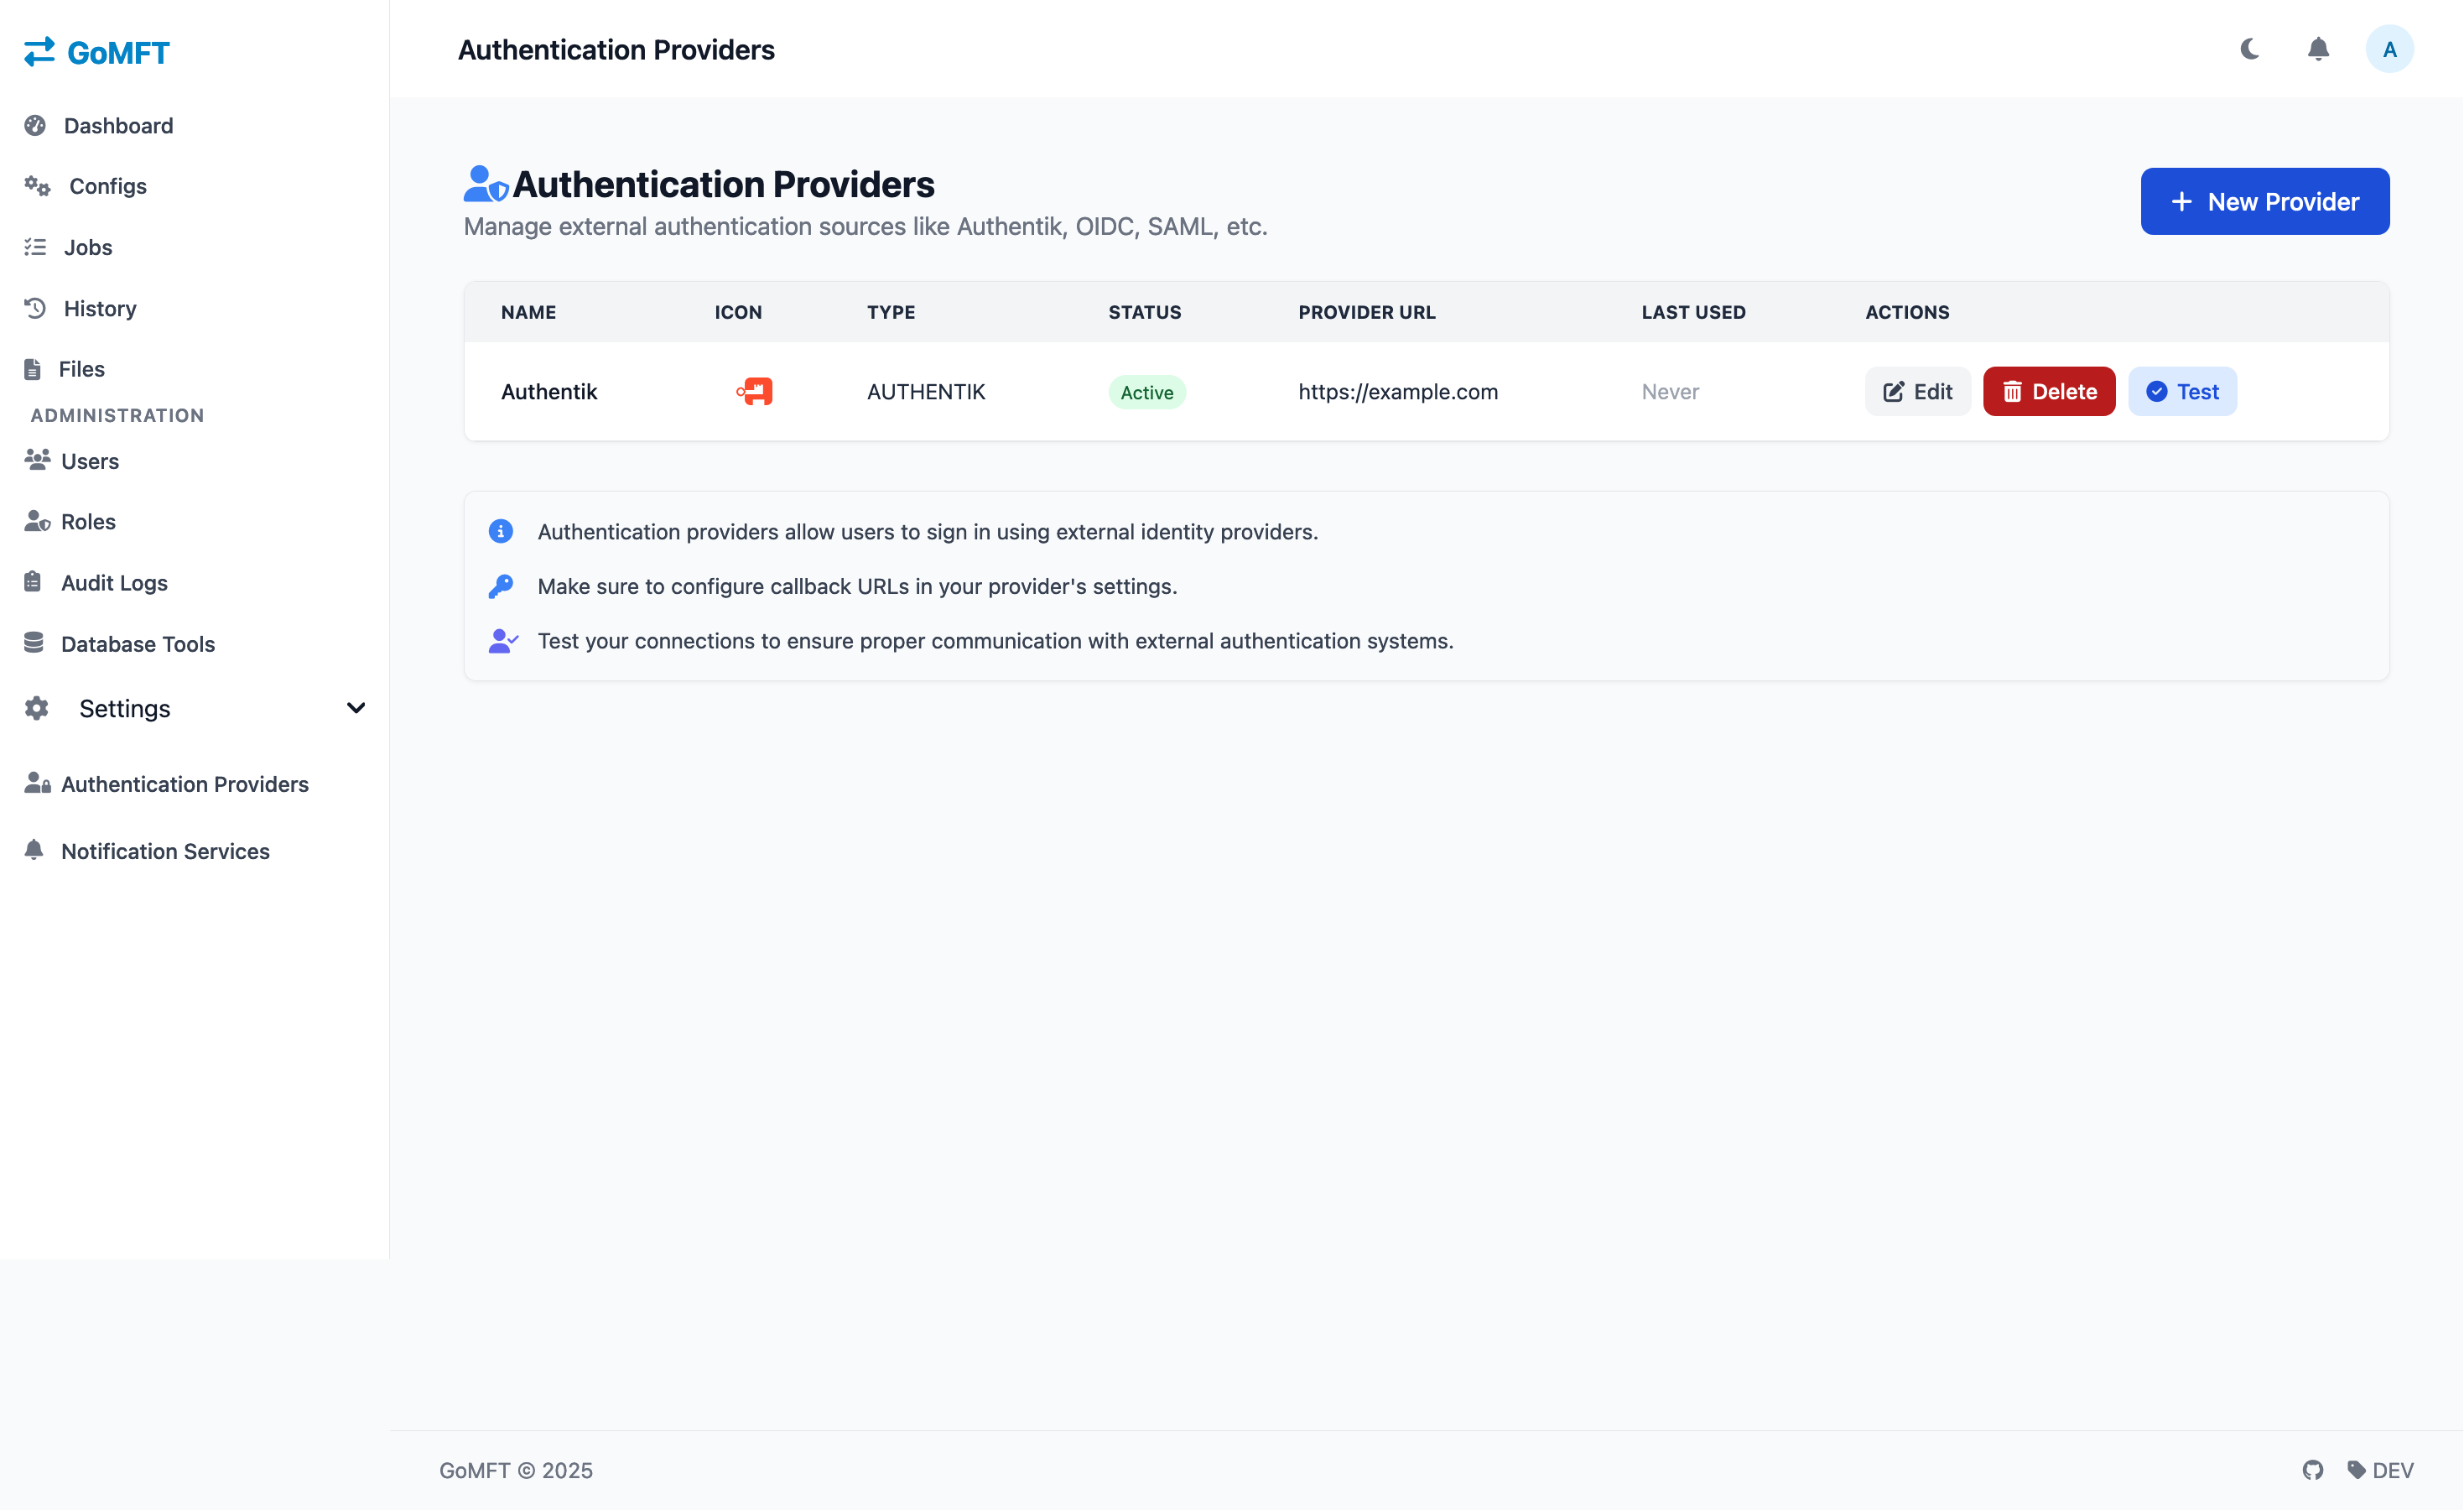 GoMFT
Dashboard
Configs
Jobs
History
Files
ADMINISTRATION
Users
Roles
Audit Logs
Database Tools
Settings
Authentication Providers
Notification Services
Authentication Providers
A
Authentication Providers
Manage external authentication sources like Authentik, OIDC, SAML, etc.
New Provider
NAME ICON TYPE STATUS PROVIDER URL LAST USED ACTIONS
Authentik AUTHENTIK Active https://example.com Never Edit Delete Test
Authentication providers allow users to sign in using external identity providers.
Make sure to configure callback URLs in your provider's settings.
Test your connections to ensure proper communication with external authentication systems.
GoMFT © 2025
DEV